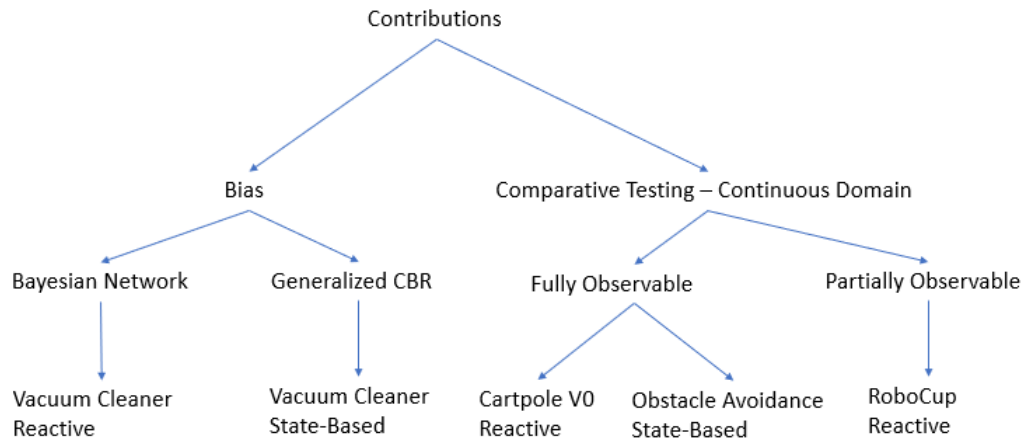 Contributions
Bias
Comparative Testing – Continuous Domain
Bayesian Network
Generalized CBR
Fully Observable
Partially Observable
Vacuum Cleaner
Reactive
Vacuum Cleaner
State-Based
Cartpole V0
Reactive
Obstacle Avoidance
State-Based
RoboCup
Reactive